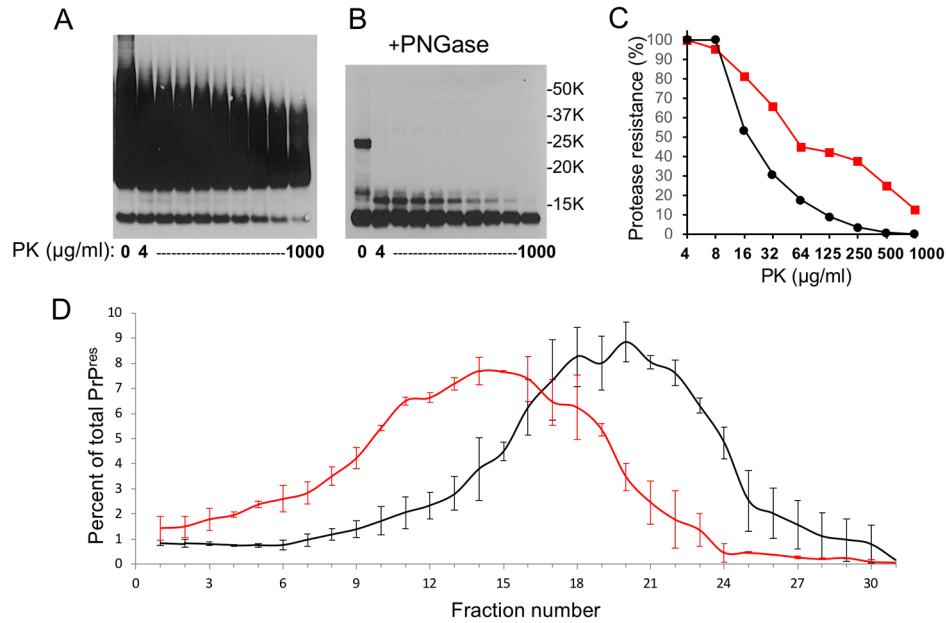 A
B
C
+PNGase
-50K
-37K
-25K
-20K
-15K
PK (µg/ml): 0 4 ---------------------1000
0 4 ------------------------1000
Protease resistance (%)
100
90
80
70
60
50
40
30
20
10
0
4 8 16 32 64 125 250 500 1000
PK (µg/ml)
D
Percent of total PrPres
10
9
8
7
6
5
4
3
2
1
0
0 3 6 9 12 15 18 21 24 27 30
Fraction number